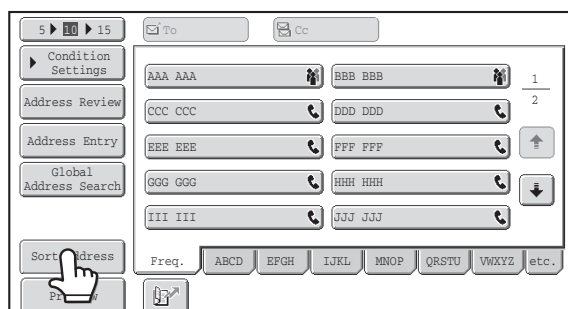 5 10 15
To
Cc
Condition
Settings
Address Review
Address Entry
Global
Address Search
Sort Address
AAA AAA
BBB BBB
CCC CCC
DDD DDD
EEE EEE
FFF FFF
GGG GGG
HHH HHH
III III
JJJ JJJ
1
2
Freq.
ABCD
EFGH
IJKL
MNOP
QRSTU
VWXYZ
etc.